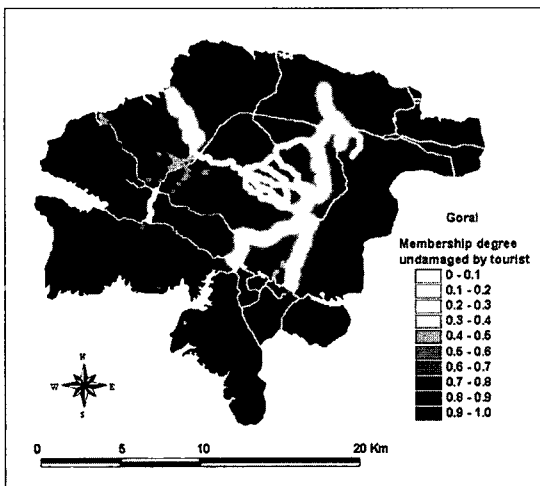 Goral
Membership degree
undamaged by tourist
0 - 0.1
0.1 - 0.2
0.2 - 0.3
0.3 - 0.4
0.4 - 0.5
0.5 - 0.6
0.6 - 0.7
0.7 - 0.8
0.8 - 0.9
0.9 - 1.0
N
W E
S
0 5 10 20 Km